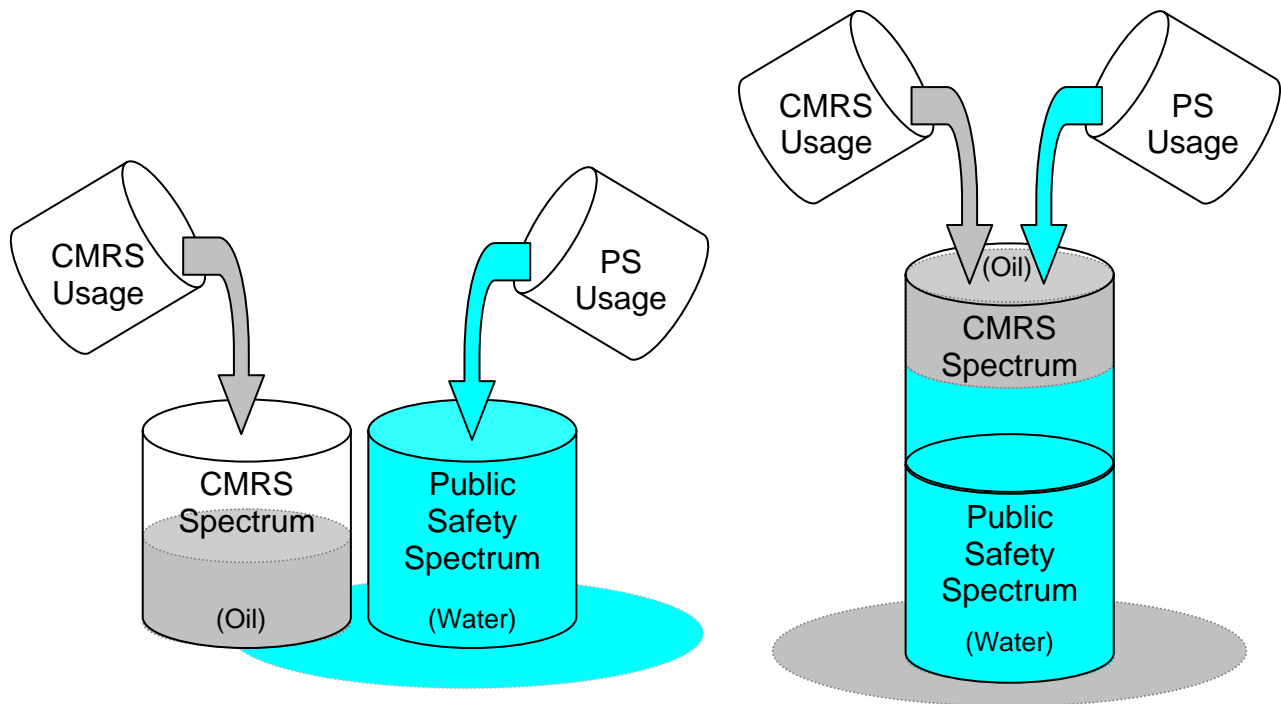 CMRS
Usage
PS
Usage
CMRS
Spectrum
(Oil)
Public
Safety
Spectrum
(Water)
CMRS
Usage
PS
Usage
(Oil)
CMRS
Spectrum
Public
Safety
Spectrum
(Water)